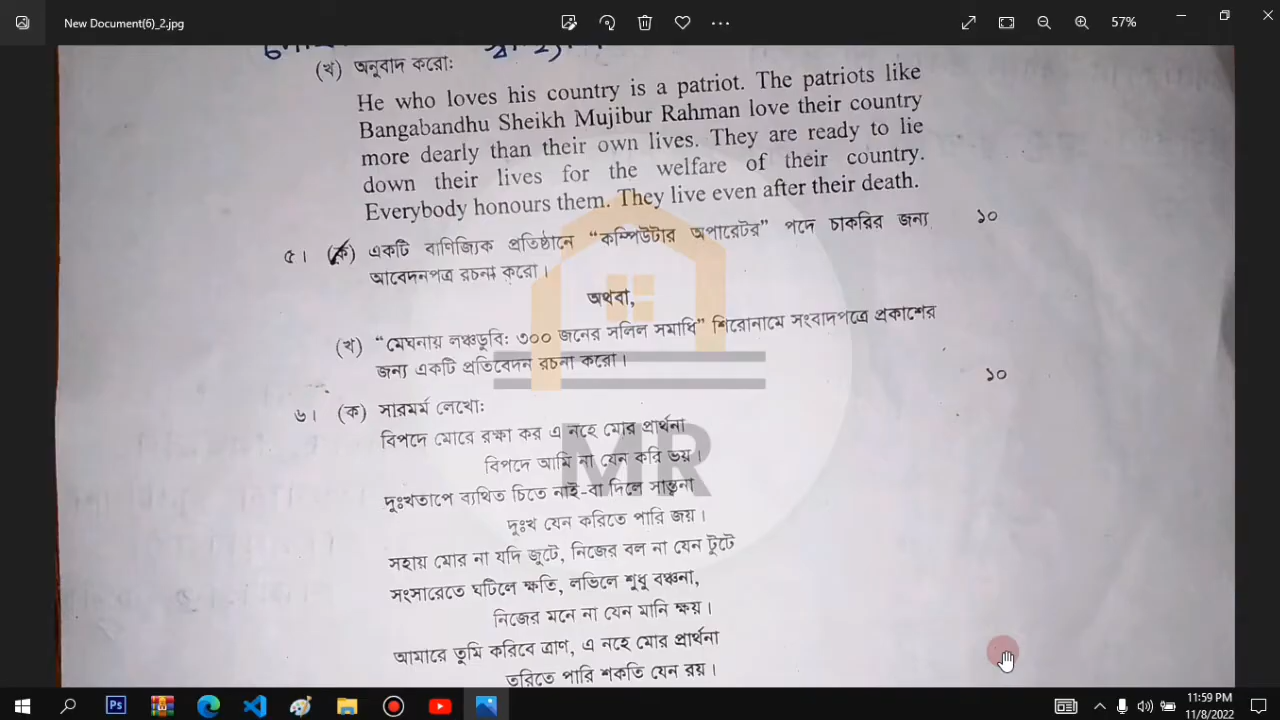 New Document(6)_2.jpg
57%
(খ) অনুবাদ করো:
He who loves his country is a patriot. The patriots like
Bangabandhu Sheikh Mujibur Rahman love their country
more dearly than their own lives. They are ready to lie
down their lives for the welfare of their country.
Everybody honours them. They live even after their death.
৫। (ক) একটি বাণিজ্যিক প্রতিষ্ঠানে “কম্পিউটার অপারেটর” পদে চাকরির জন্য ১০
আবেদনপত্র রচনা করো।
অথবা,
(খ) “মেঘনায় লঞ্চডুবি: ৩০০ জনের সলিল সমাধি” শিরোনামে সংবাদপত্রে প্রকাশের
জন্য একটি প্রতিবেদন রচনা করো।
১০
৬। (ক) সারমর্ম লেখো:
বিপদে মোরে রক্ষা কর এ নহে মোর প্রার্থনা
বিপদে আমি না যেন করি ভয়।
দুঃখতাপে ব্যথিত চিতে নাই-বা দিলে সান্ত্বনা
দুঃখ যেন করিতে পারি জয়।
সহায় মোর না যদি জুটে, নিজের বল না যেন টুটে
সংসারেতে ঘটিলে ক্ষতি, লভিলে শুধু বঞ্চনা,
নিজের মনে না যেন মানি ক্ষয়।
আমারে তুমি করিবে ত্রাণ, এ নহে মোর প্রার্থনা
তরিতে পারি শকতি যেন রয়।
MR
Ps
11:59 PM
11/8/2022